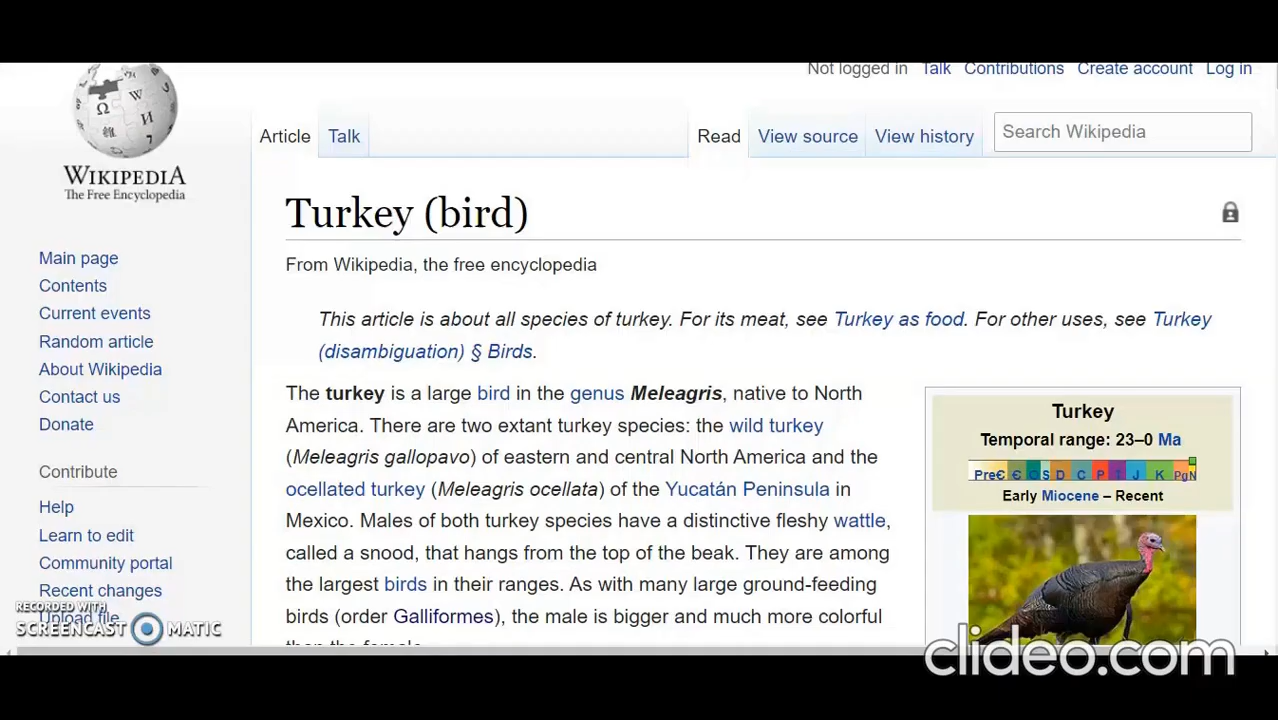 Not logged in Talk Contributions Create account Log in
Article Talk Read View source View history Search Wikipedia
WIKIPEDIA
The Free Encyclopedia
Turkey (bird)
From Wikipedia, the free encyclopedia
Main page
Contents
Current events
Random article
About Wikipedia
Contact us
Donate
Contribute
Help
Learn to edit
Community portal
Recent changes
Upload file
This article is about all species of turkey. For its meat, see Turkey as food. For other uses, see Turkey
(disambiguation) § Birds.
The turkey is a large bird in the genus Meleagris, native to North
America. There are two extant turkey species: the wild turkey
(Meleagris gallopavo) of eastern and central North America and the
ocellated turkey (Meleagris ocellata) of the Yucatán Peninsula in
Mexico. Males of both turkey species have a distinctive fleshy wattle,
called a snood, that hangs from the top of the beak. They are among
the largest birds in their ranges. As with many large ground-feeding
birds (order Galliformes), the male is bigger and much more colorful
than the female.
Turkey
Temporal range: 23–0 Ma
PreꞒ Ꞓ O S D C P T J K Pg N
Early Miocene – Recent
RECORDED WITH
SCREENCAST MATIC
clideo.com